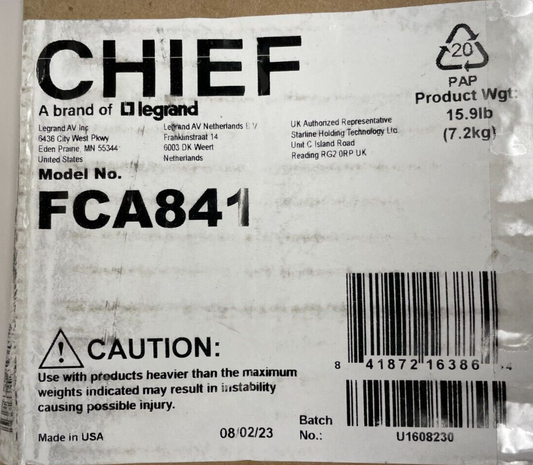 CHIEF
A brand of legrand
Legrand AV Inc
6436 City West Pkwy
Eden Prairie, MN 55344
United States
Legrand AV Netherlands B V
Franklinstraat 14
6003 DK Weert
Netherlands
UK Authorized Representative
Starline Holding Technology Ltd.
Unit C Island Road
Reading RG2 0RP UK
20
PAP
Product Wgt:
15.9lb
(7.2kg)
Model No.
FCA841
8 41872 16386 4
CAUTION:
Use with products heavier than the maximum
weights indicated may result in instability
causing possible injury.
Made in USA
08/02/23
Batch
No.:
U1608230